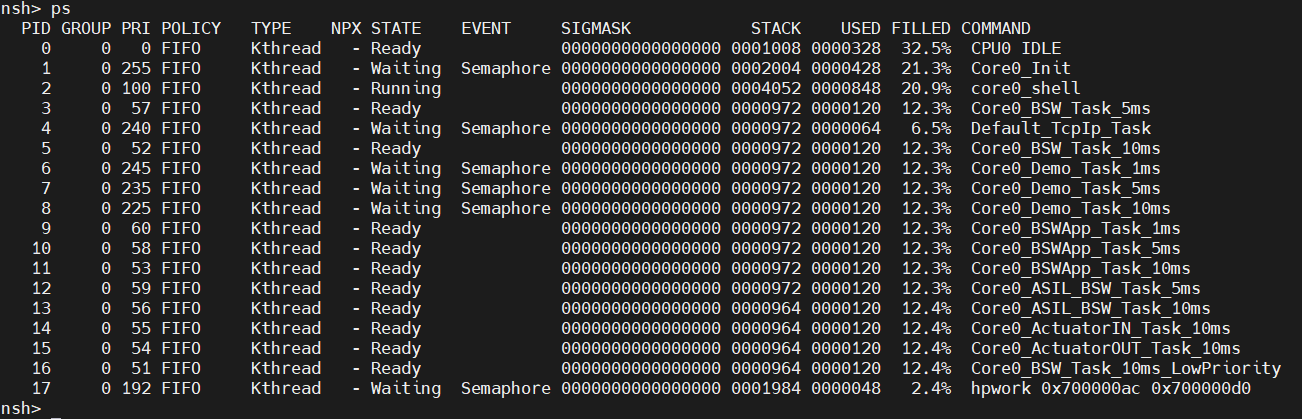 nsh> ps
PID GROUP PRI POLICY TYPE NPX STATE EVENT SIGMASK STACK USED FILLED COMMAND
0 0 0 FIFO Kthread - Ready 0000000000000000 0001008 0000328 32.5% CPU0 IDLE
1 0 255 FIFO Kthread - Waiting Semaphore 0000000000000000 0002004 0000428 21.3% Core0_Init
2 0 100 FIFO Kthread - Running 0000000000000000 0004052 0000848 20.9% core0_shell
3 0 57 FIFO Kthread - Ready 0000000000000000 0000972 0000120 12.3% Core0_BSW_Task_5ms
4 0 240 FIFO Kthread - Waiting Semaphore 0000000000000000 0000972 0000064 6.5% Default_TcpIp_Task
5 0 52 FIFO Kthread - Ready 0000000000000000 0000972 0000120 12.3% Core0_BSW_Task_10ms
6 0 245 FIFO Kthread - Waiting Semaphore 0000000000000000 0000972 0000120 12.3% Core0_Demo_Task_1ms
7 0 235 FIFO Kthread - Waiting Semaphore 0000000000000000 0000972 0000120 12.3% Core0_Demo_Task_5ms
8 0 225 FIFO Kthread - Waiting Semaphore 0000000000000000 0000972 0000120 12.3% Core0_Demo_Task_10ms
9 0 60 FIFO Kthread - Ready 0000000000000000 0000972 0000120 12.3% Core0_BSWApp_Task_1ms
10 0 58 FIFO Kthread - Ready 0000000000000000 0000972 0000120 12.3% Core0_BSWApp_Task_5ms
11 0 53 FIFO Kthread - Ready 0000000000000000 0000972 0000120 12.3% Core0_BSWApp_Task_10ms
12 0 59 FIFO Kthread - Ready 0000000000000000 0000972 0000120 12.3% Core0_ASIL_BSW_Task_5ms
13 0 56 FIFO Kthread - Ready 0000000000000000 0000964 0000120 12.4% Core0_ASIL_BSW_Task_10ms
14 0 55 FIFO Kthread - Ready 0000000000000000 0000964 0000120 12.4% Core0_ActuatorIN_Task_10ms
15 0 54 FIFO Kthread - Ready 0000000000000000 0000964 0000120 12.4% Core0_ActuatorOUT_Task_10ms
16 0 51 FIFO Kthread - Ready 0000000000000000 0000964 0000120 12.4% Core0_BSW_Task_10ms_LowPriority
17 0 192 FIFO Kthread - Waiting Semaphore 0000000000000000 0001984 0000048 2.4% hpwork 0x700000ac 0x700000d0
nsh> _